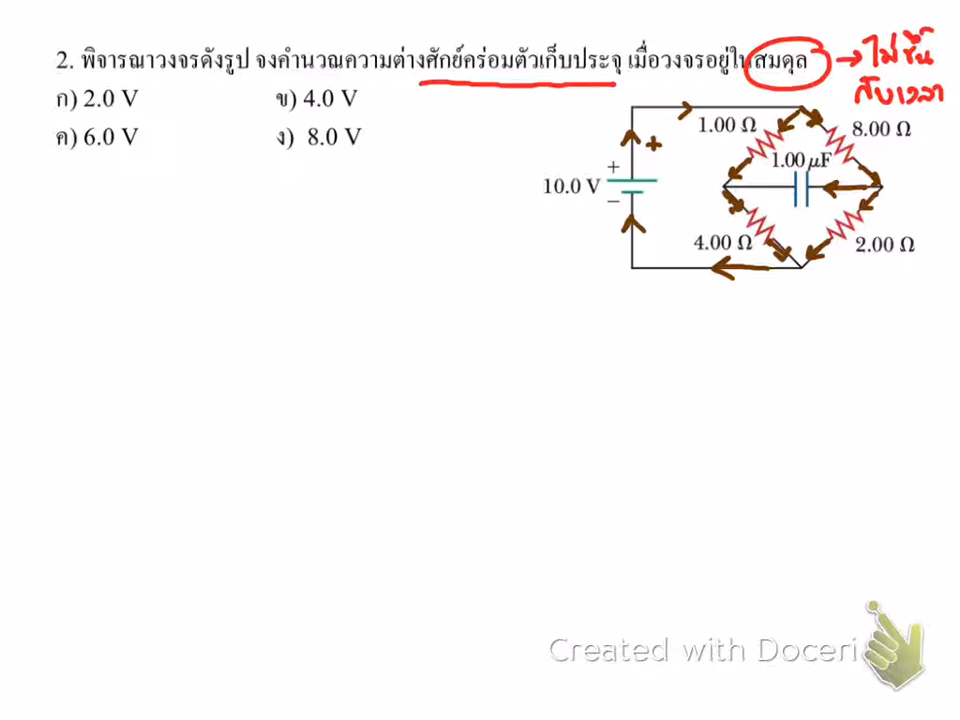 2. พิจารณาวงจรดังรูป จงคำนวณความต่างศักย์คร่อมตัวเก็บประจุ เมื่อวงจรอยู่ในสมดุล
→ ไม่ขึ้น
กับเวลา
ก) 2.0 V ข) 4.0 V
ค) 6.0 V ง) 8.0 V
1.00 Ω
8.00 Ω
+
+
1.00 μF
10.0 V
−
4.00 Ω
2.00 Ω
Created with Doceri